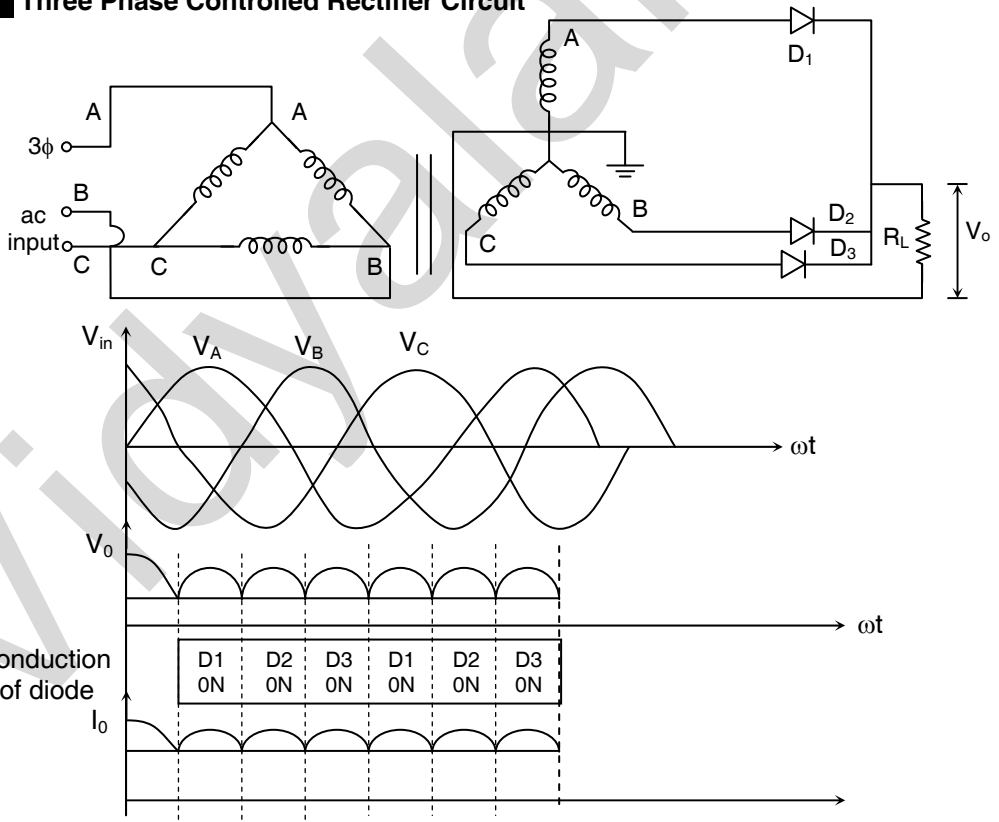 Three Phase Controlled Rectifier Circuit
A
D1
A
A
3ϕ
B
ac
input
C
C
B
B
C
D2
D3
RL
Vo
Vin
VA
VB
VC
ωt
V0
ωt
onduction
of diode
D1 D2 D3 D1 D2 D3
0N 0N 0N 0N 0N 0N
I0
Vidyala